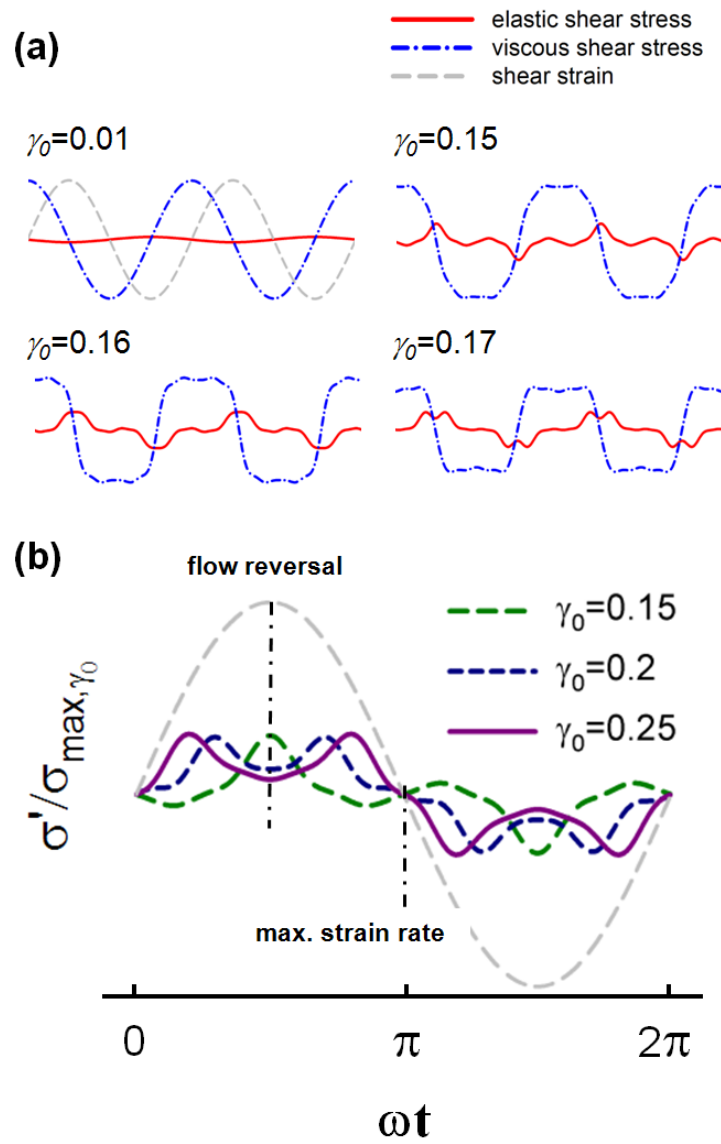 elastic shear stress
(a)
viscous shear stress
shear strain
γ0=0.01
γ0=0.15
γ0=0.16
γ0=0.17
(b)
flow reversal
γ0=0.15
γ0=0.2
γ0=0.25
σ'/σmax,γ0
max. strain rate
0
π
2π
ωt